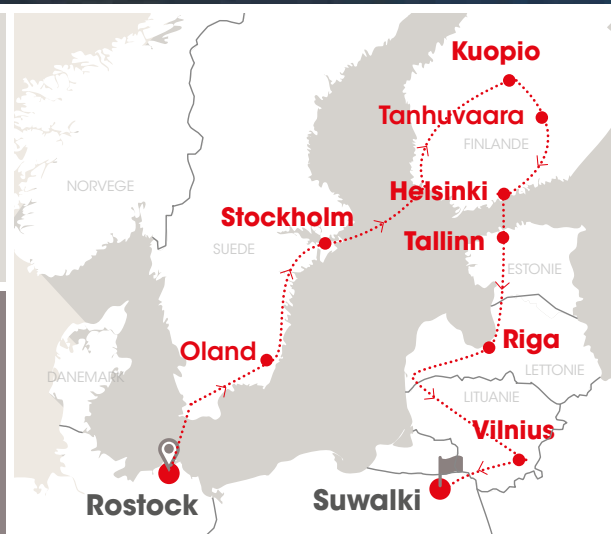 Kuopio
Tanhuvaara
FINLANDE
NORVEGE
Helsinki
Stockholm
Tallinn
SUEDE
ESTONIE
Riga
Oland
LETTONIE
DANEMARK
LITUANIE
Vilnius
Rostock
Suwalki